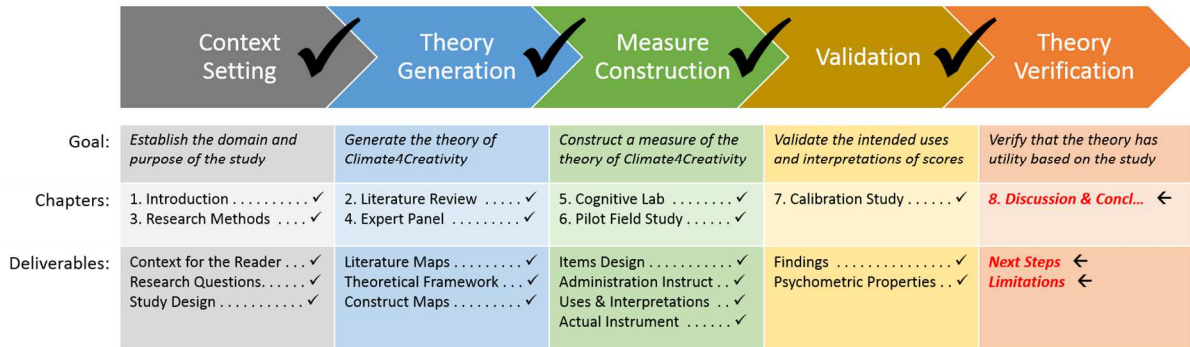 Context
Setting
Theory
Generation
Measure
Construction
Validation
Theory
Verification
Goal:
Establish the domain and
purpose of the study
Generate the theory of
Climate4Creativity
Construct a measure of the
theory of Climate4Creativity
Validate the intended uses
and interpretations of scores
Verify that the theory has
utility based on the study
Chapters:
1. Introduction . . . . . . . . . . ✓
3. Research Methods . . . . ✓
2. Literature Review . . . . . ✓
4. Expert Panel . . . . . . . . . ✓
5. Cognitive Lab . . . . . . . . ✓
6. Pilot Field Study . . . . . . ✓
7. Calibration Study . . . . . . ✓
8. Discussion & Concl... ←
Deliverables:
Context for the Reader . . . ✓
Research Questions. . . . . . ✓
Study Design . . . . . . . . . . . ✓
Literature Maps . . . . . . . . . ✓
Theoretical Framework . . . ✓
Construct Maps . . . . . . . . . ✓
Items Design . . . . . . . . . . . ✓
Administration Instruct . . ✓
Uses & Interpretations . . ✓
Actual Instrument . . . . . . ✓
Findings . . . . . . . . . . . . . . ✓
Psychometric Properties . . ✓
Next Steps ←
Limitations ←